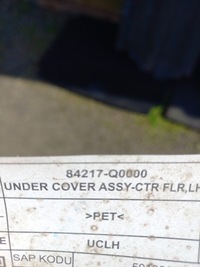 84217-Q0000
UNDER COVER ASSY-CTR FLR,LH
>PET<
UCLH
SAP KODU